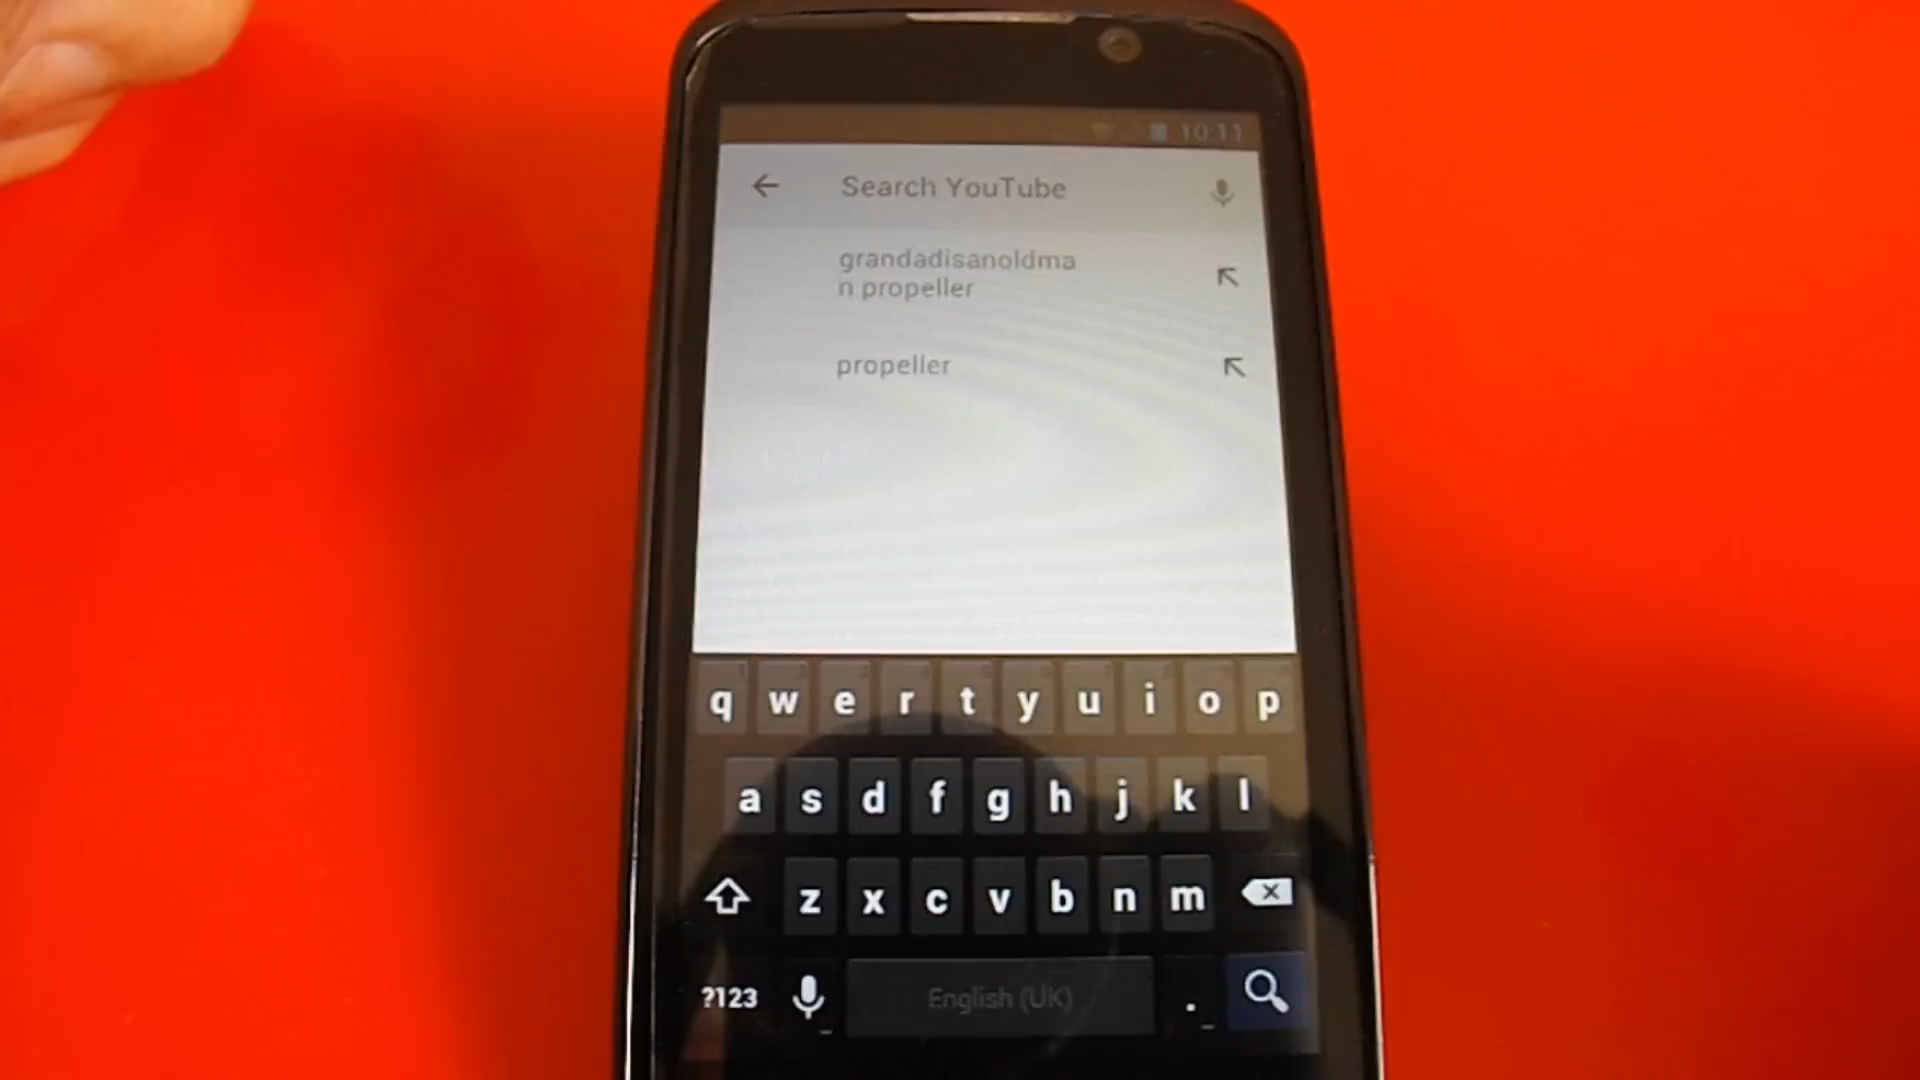 10:11
Search YouTube
grandadisanoldma
n propeller
propeller
q w e r t y u i o p
a s d f g h j k l
z x c v b n m
?123 English (UK) .